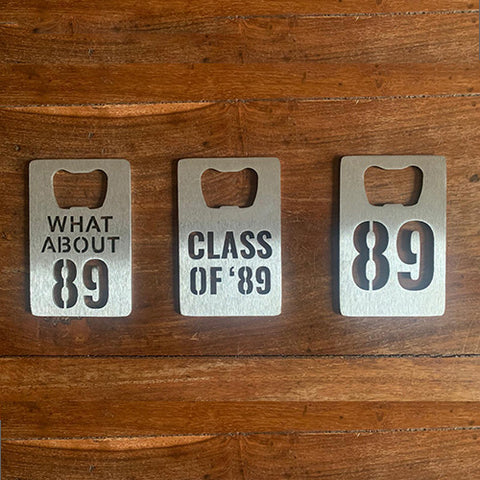 WHAT
ABOUT
89
CLASS
OF ‘89
89